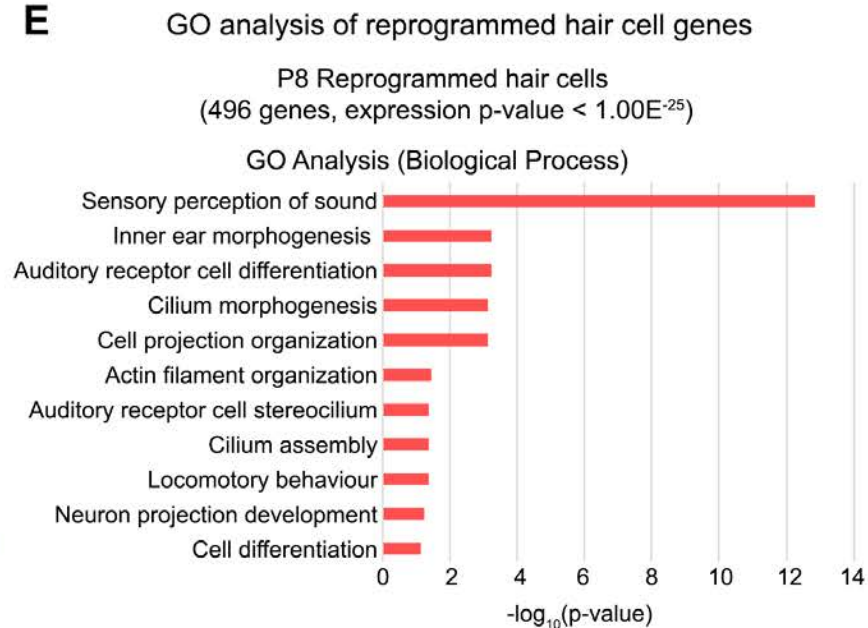 E
GO analysis of reprogrammed hair cell genes
P8 Reprogrammed hair cells
(496 genes, expression p-value < 1.00E⁻²⁵)
GO Analysis (Biological Process)
Sensory perception of sound
Inner ear morphogenesis
Auditory receptor cell differentiation
Cilium morphogenesis
Cell projection organization
Actin filament organization
Auditory receptor cell stereocilium
Cilium assembly
Locomotory behaviour
Neuron projection development
Cell differentiation
0 2 4 6 8 10 12 14
-log₁₀(p-value)